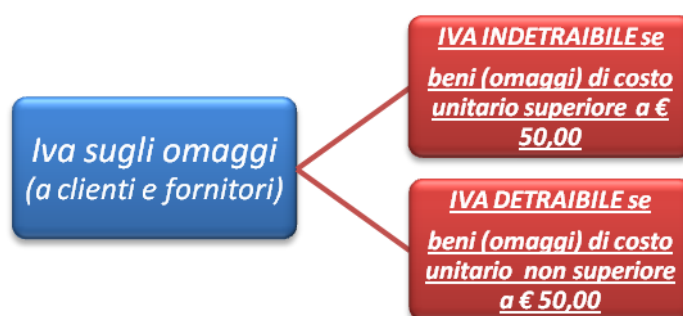 Iva sugli omaggi
(a clienti e fornitori)
IVA INDETRAIBILE se
beni (omaggi) di costo
unitario superiore a €
50,00
IVA DETRAIBILE se
beni (omaggi) di costo
unitario non superiore
a € 50,00